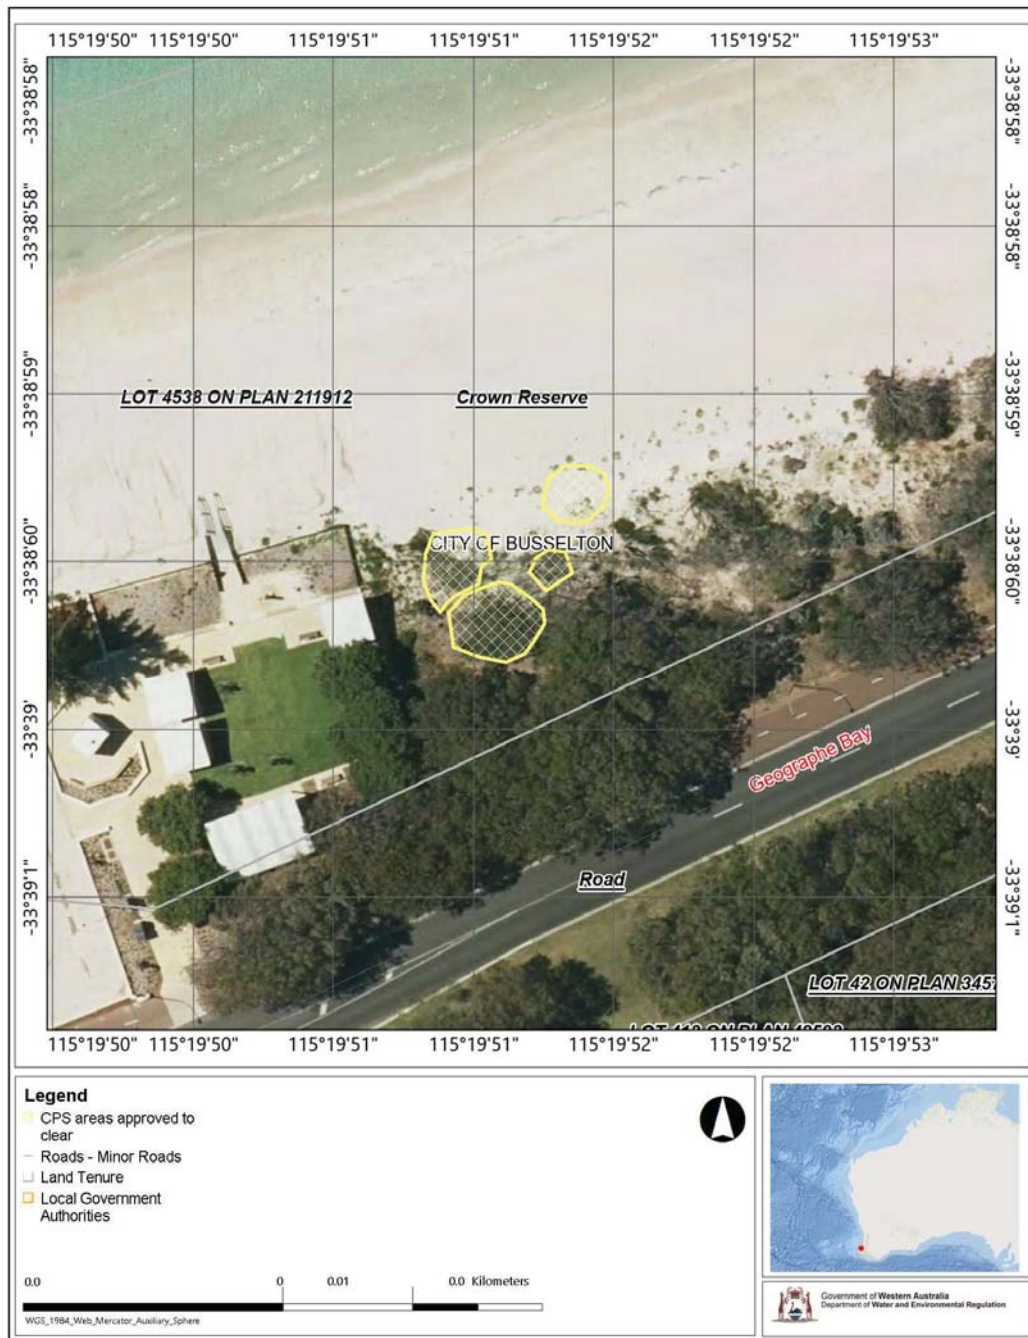 115°19'50" 115°19'50" 115°19'51" 115°19'51" 115°19'52" 115°19'52" 115°19'53"
-33°38'58" -33°38'58"
-33°38'58" -33°38'58"
-33°38'59" -33°38'59"
LOT 4538 ON PLAN 211912 Crown Reserve
CITY OF BUSSELTON
-33°38'60" -33°38'60"
-33°39' -33°39'
Geographe Bay
Road
-33°39'1" -33°39'1"
LOT 42 ON PLAN 3457
115°19'50" 115°19'50" 115°19'51" 115°19'51" 115°19'52" 115°19'52" 115°19'53"
Legend
CPS areas approved to
clear
Roads - Minor Roads
Land Tenure
Local Government
Authorities
0.0 0 0.01 0.0 Kilometers
WGS_1984_Web_Mercator_Auxiliary_Sphere
Government of Western Australia
Department of Water and Environmental Regulation